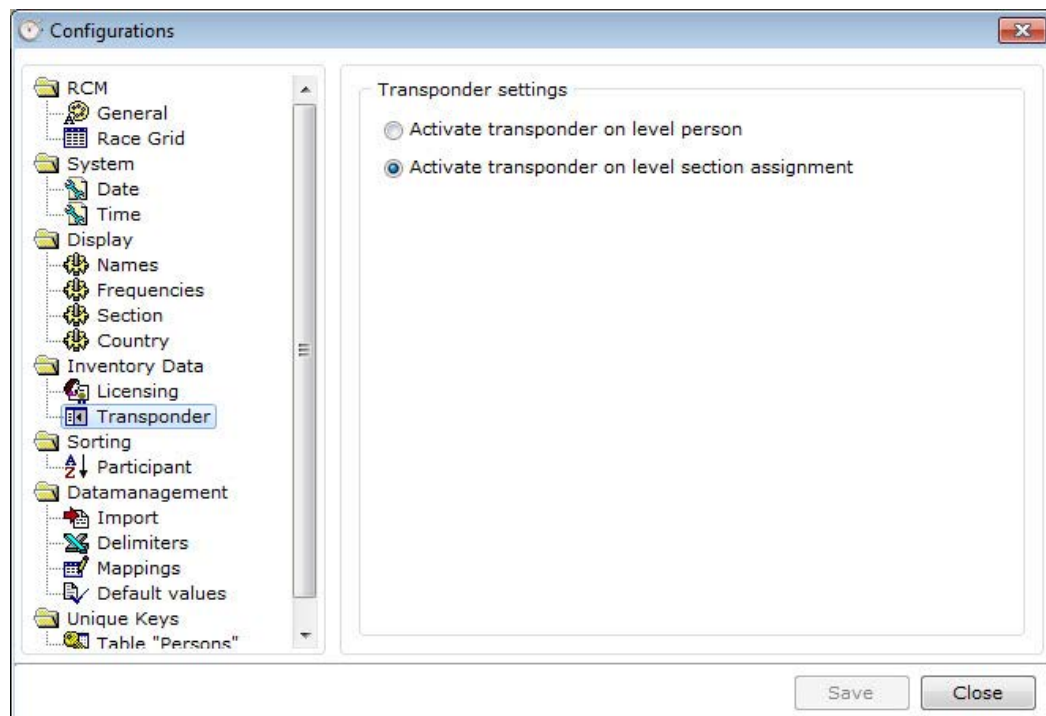 Configurations
RCM
General
Race Grid
System
Date
Time
Display
Names
Frequencies
Section
Country
Inventory Data
Licensing
Transponder
Sorting
Participant
Datamanagement
Import
Delimiters
Mappings
Default values
Unique Keys
Table "Persons"
Transponder settings
Activate transponder on level person
Activate transponder on level section assignment
Save
Close